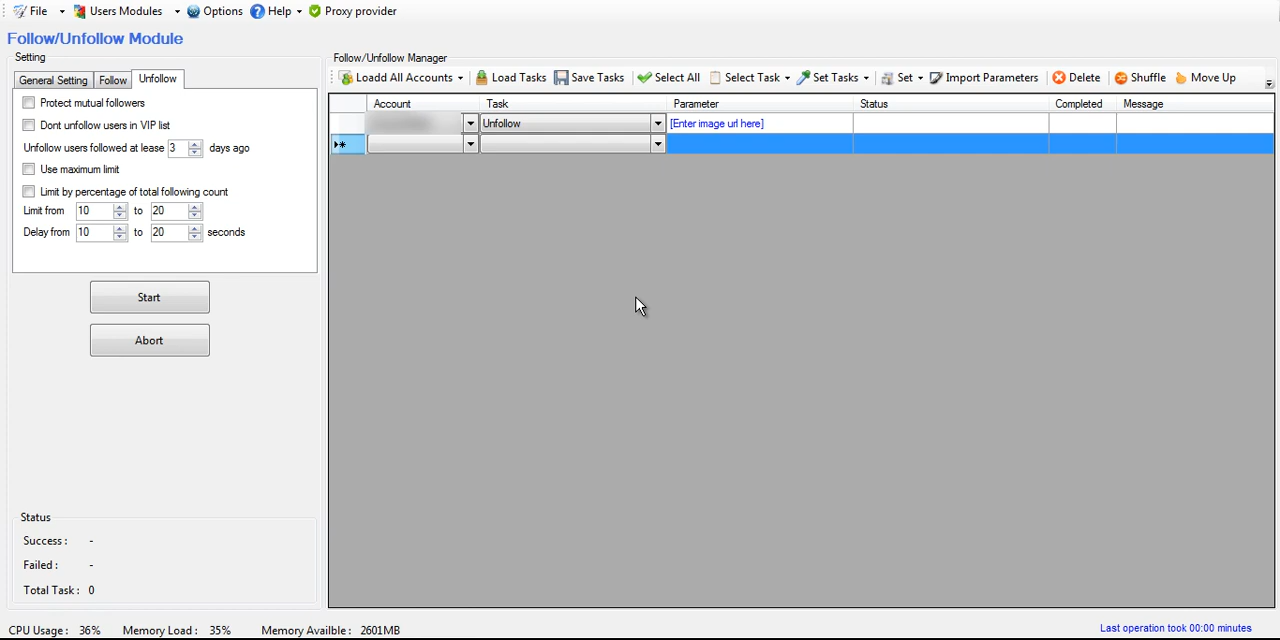 File Users Modules Options Help Proxy provider
Follow/Unfollow Module
Setting
General Setting Follow Unfollow
Protect mutual followers
Dont unfollow users in VIP list
Unfollow users followed at lease 3 days ago
Use maximum limit
Limit by percentage of total following count
Limit from 10 to 20
Delay from 10 to 20 seconds
Start
Abort
Status
Success : -
Failed : -
Total Task : 0
Follow/Unfollow Manager
Loadd All Accounts Load Tasks Save Tasks Select All Select Task Set Tasks Set Import Parameters Delete Shuffle Move Up
Account Task Parameter Status Completed Message
Unfollow [Enter image url here]
CPU Usage : 36% Memory Load : 35% Memory Availble : 2601MB Last operation took 00:00 minutes